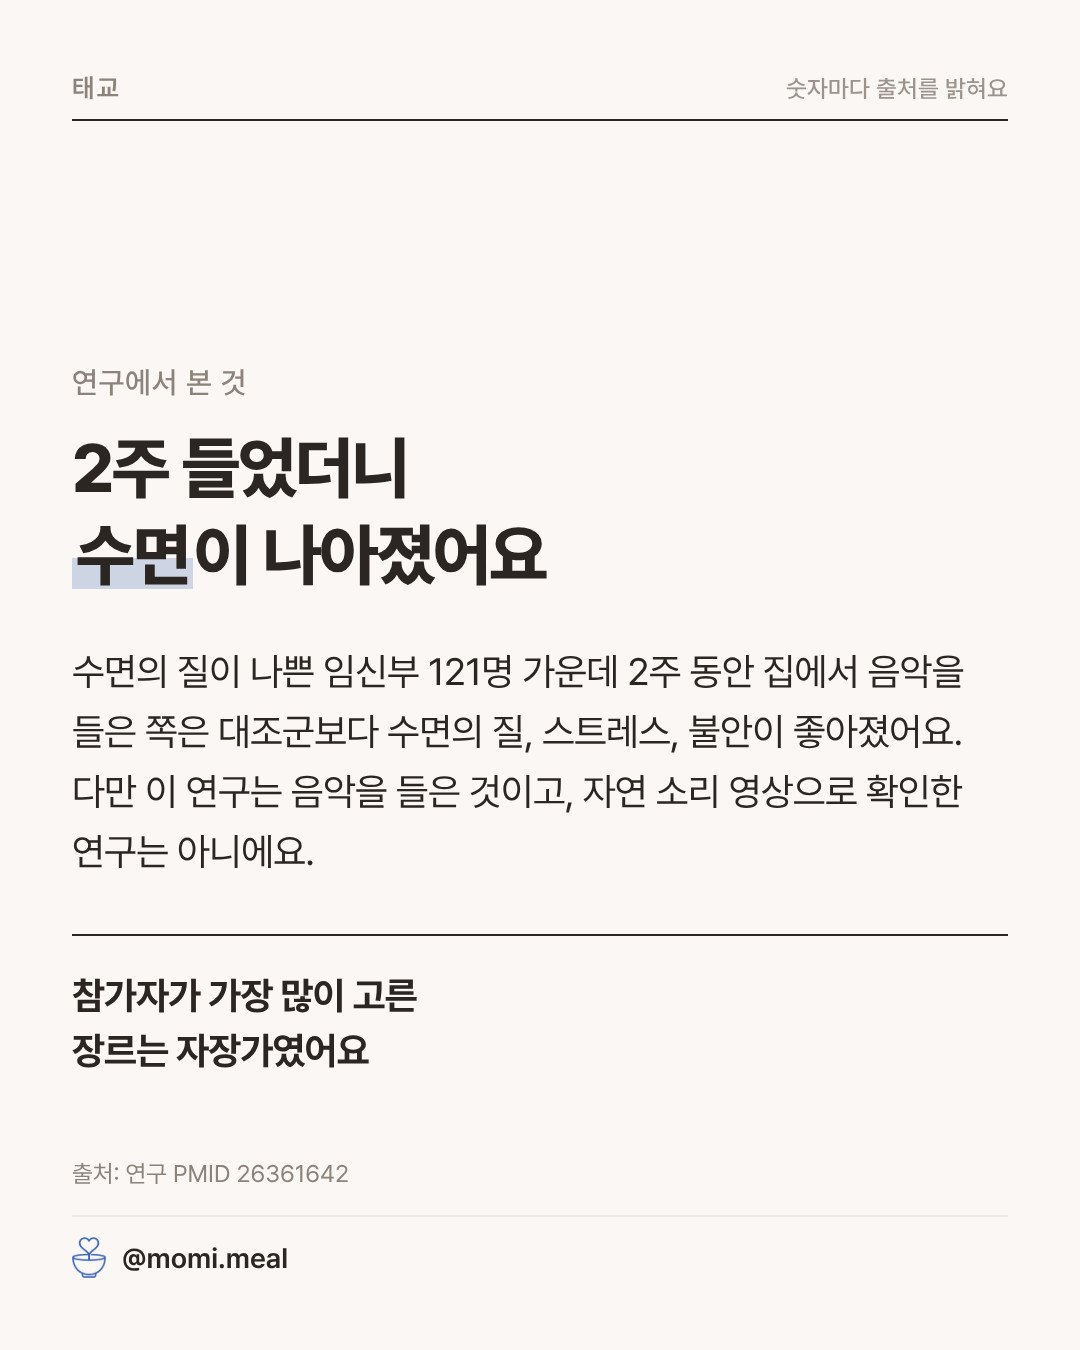 태교
숫자마다 출처를 밝혀요
연구에서 본 것
2주 들었더니
수면이 나아졌어요
수면의 질이 나쁜 임신부 121명 가운데 2주 동안 집에서 음악을
들은 쪽은 대조군보다 수면의 질, 스트레스, 불안이 좋아졌어요.
다만 이 연구는 음악을 들은 것이고, 자연 소리 영상으로 확인한
연구는 아니에요.
참가자가 가장 많이 고른
장르는 자장가였어요
출처: 연구 PMID 26361642
@momi.meal